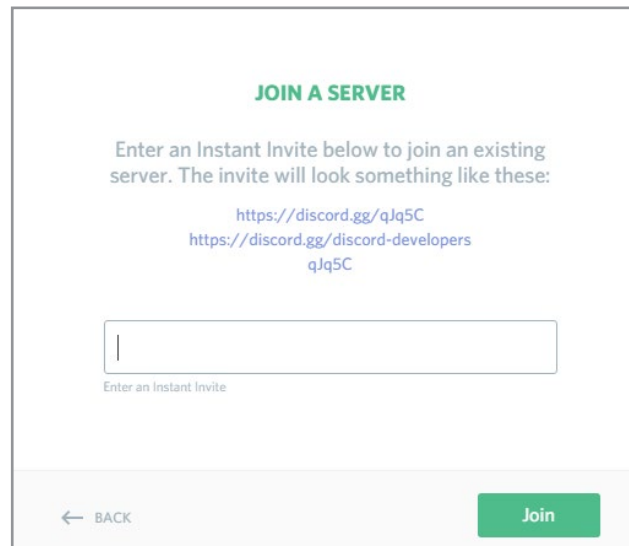 JOIN A SERVER
Enter an Instant Invite below to join an existing
server. The invite will look something like these:
https://discord.gg/qJq5C
https://discord.gg/discord-developers
qJq5C
Enter an Instant Invite
← BACK
Join